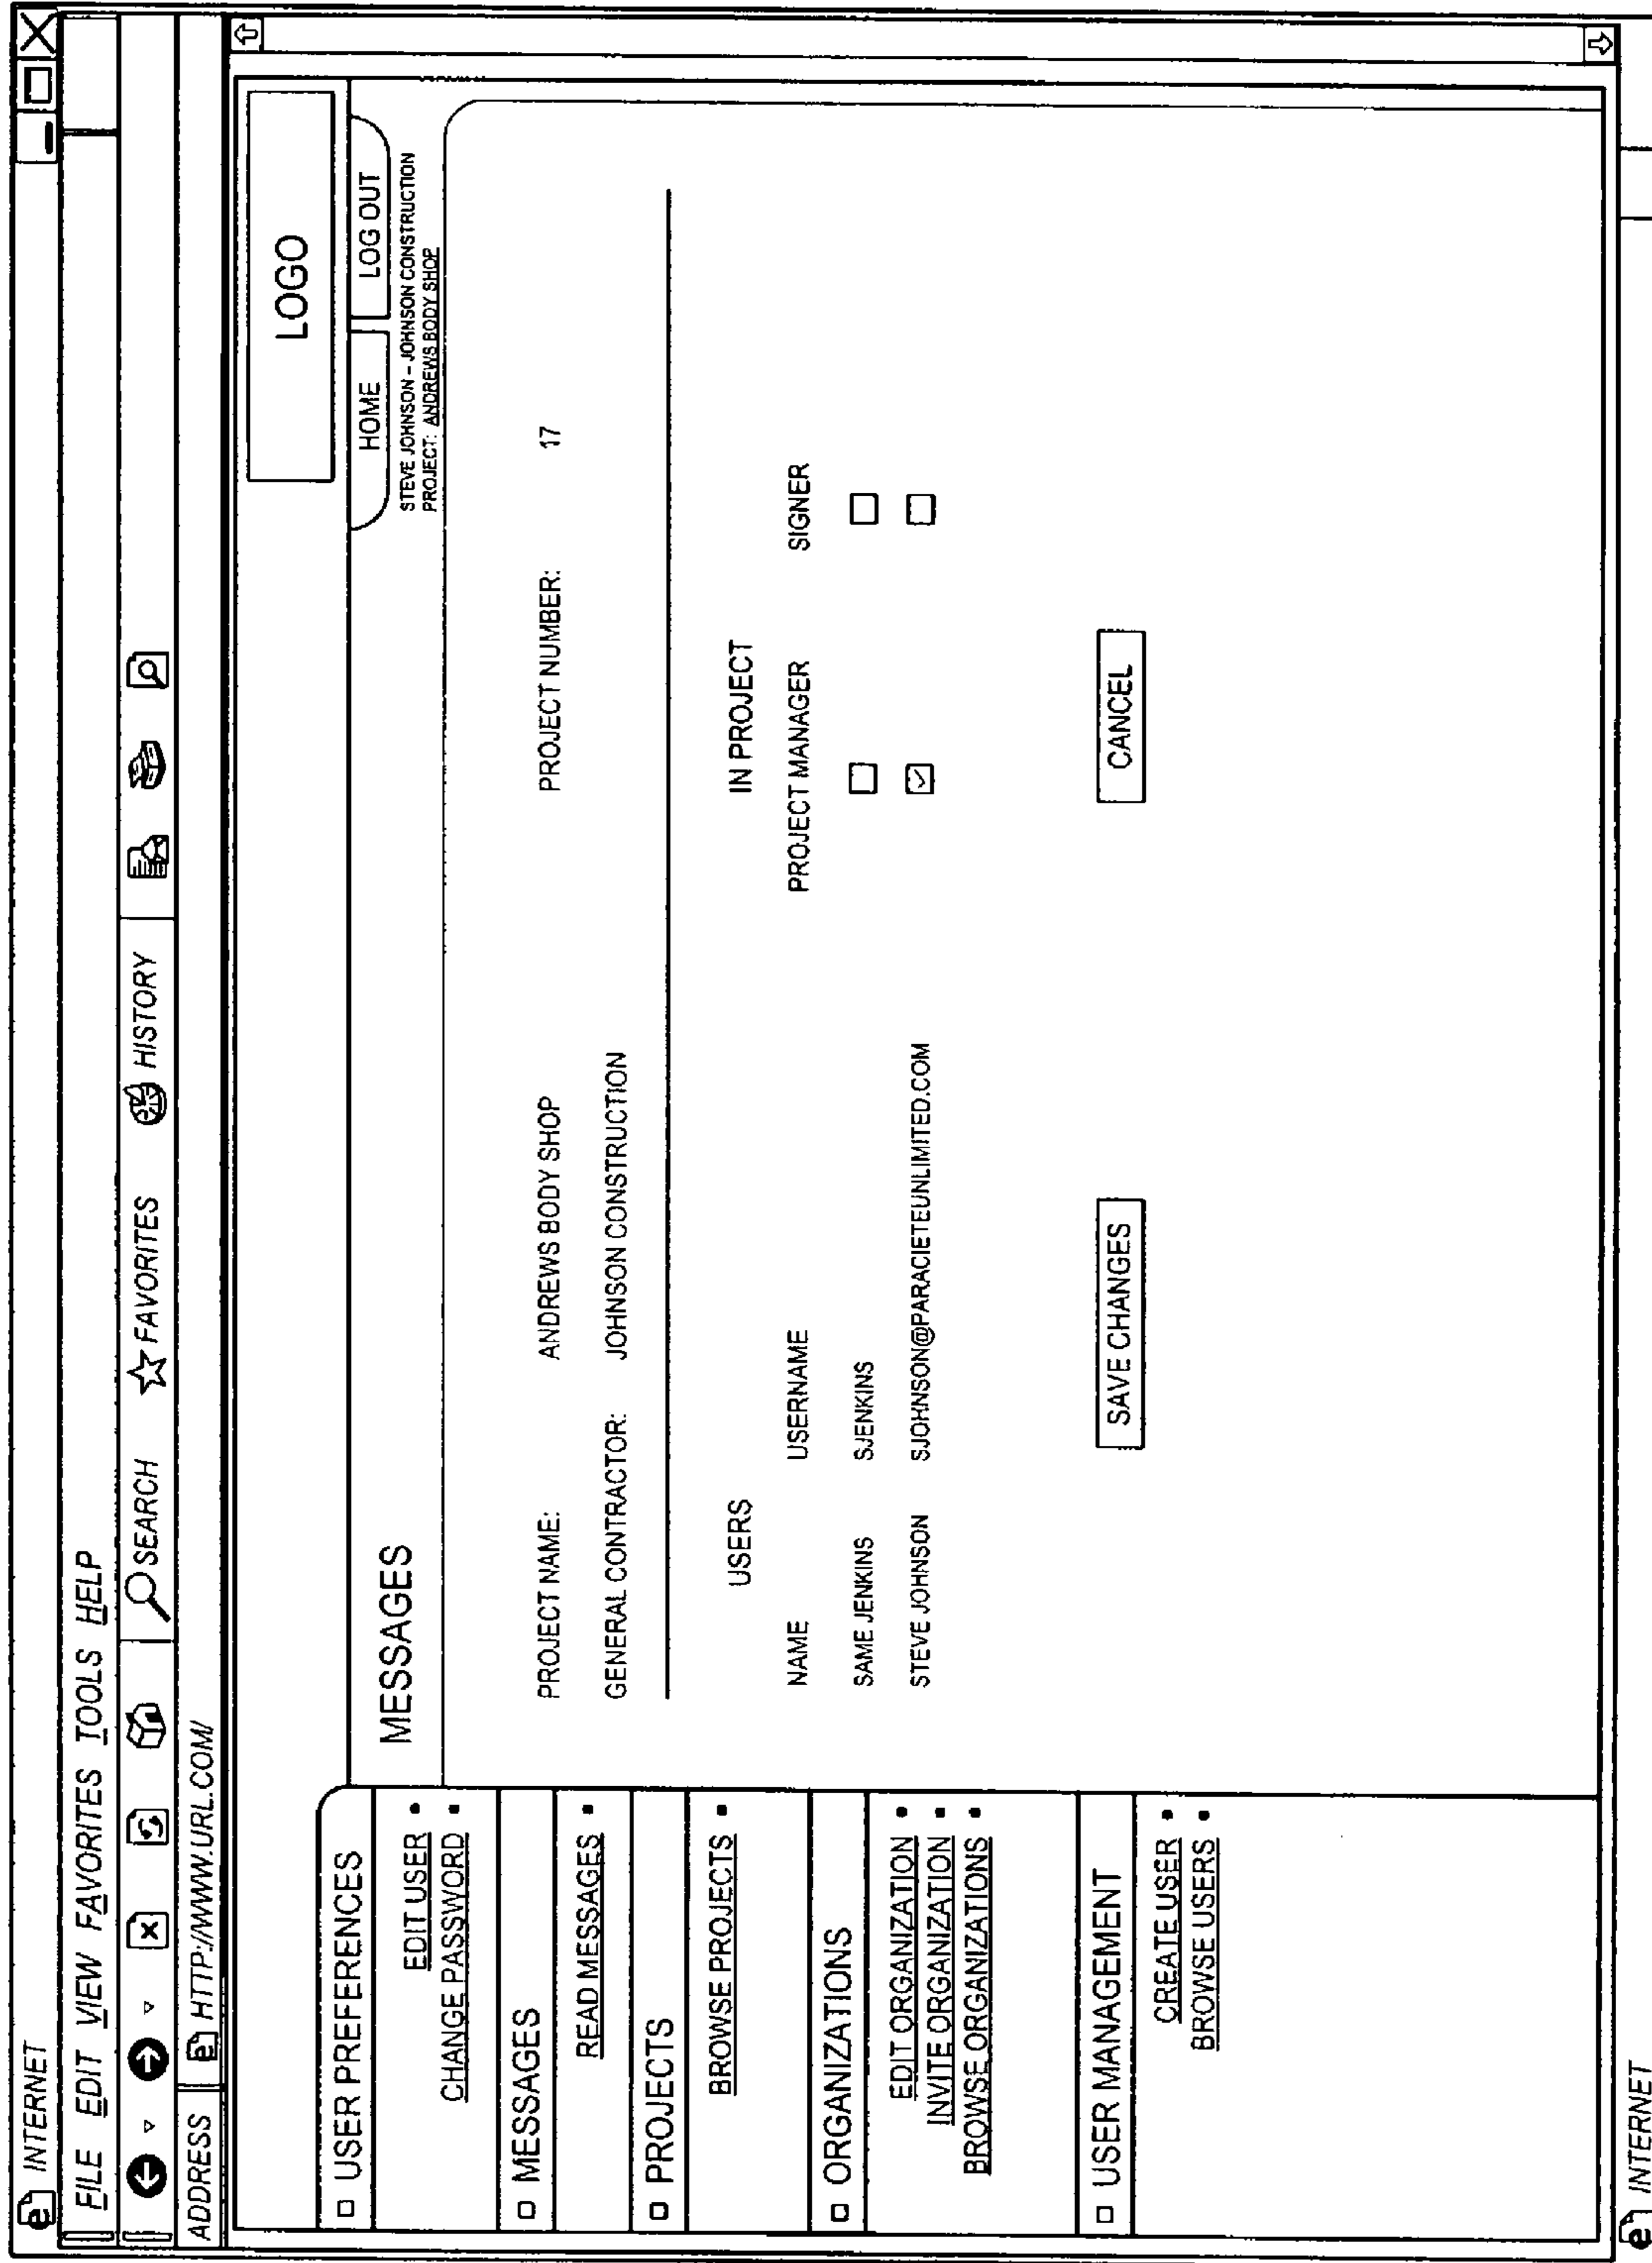 INTERNET
FILE EDIT VIEW FAVORITES TOOLS HELP
SEARCH FAVORITES HISTORY
ADDRESS HTTP://WWW.URL.COM/
LOGO
HOME LOG OUT
STEVE JOHNSON – JOHNSON CONSTRUCTION
PROJECT: ANDREWS BODY SHOP
USER PREFERENCES
EDIT USER
CHANGE PASSWORD
MESSAGES
READ MESSAGES
PROJECTS
BROWSE PROJECTS
ORGANIZATIONS
EDIT ORGANIZATION
INVITE ORGANIZATION
BROWSE ORGANIZATIONS
USER MANAGEMENT
CREATE USER
BROWSE USERS
MESSAGES
PROJECT NAME: ANDREWS BODY SHOP PROJECT NUMBER: 17
GENERAL CONTRACTOR: JOHNSON CONSTRUCTION
USERS IN PROJECT
NAME USERNAME PROJECT MANAGER SIGNER
SAME JENKINS SJENKINS
STEVE JOHNSON SJOHNSON@PARACIETEUNLIMITED.COM
SAVE CHANGES CANCEL
INTERNET